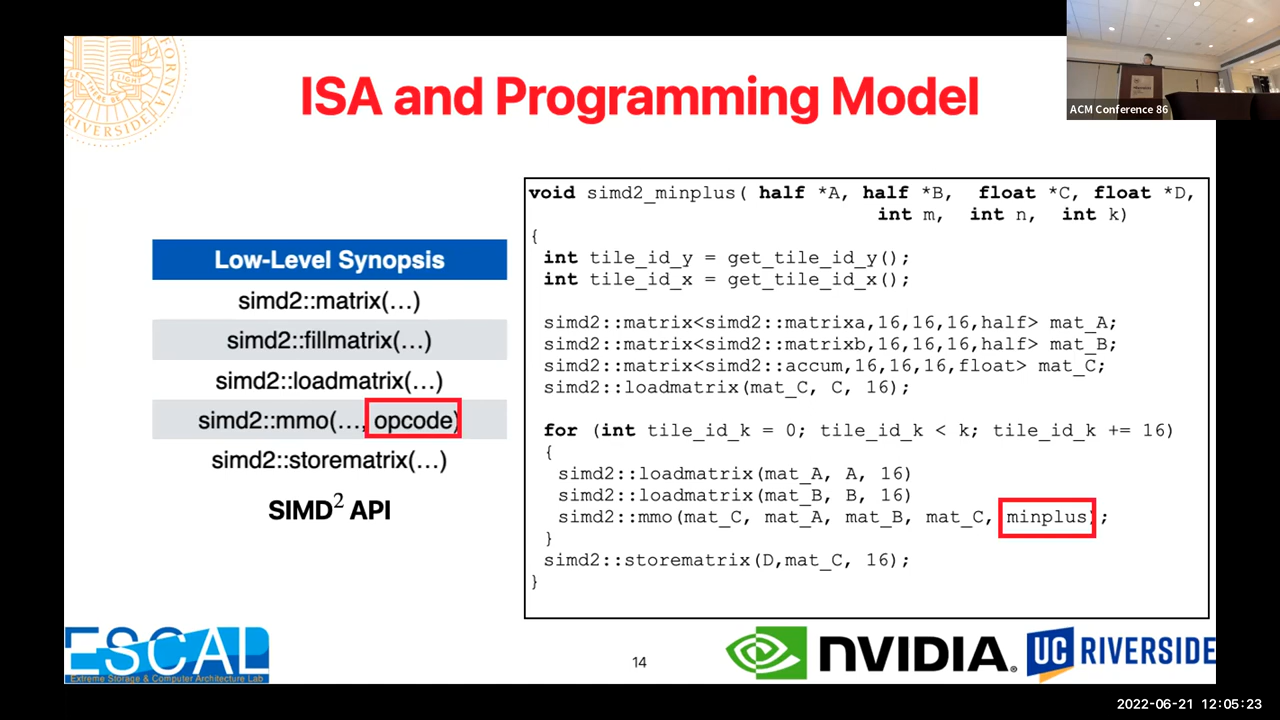 ISA and Programming Model
ACM Conference 86
LET THERE BE LIGHT
RIVERSIDE
Low-Level Synopsis
simd2::matrix(…)
simd2::fillmatrix(…)
simd2::loadmatrix(…)
simd2::mmo(…, opcode)
simd2::storematrix(…)
SIMD² API
void simd2_minplus( half *A, half *B, float *C, float *D,
int m, int n, int k)
{
int tile_id_y = get_tile_id_y();
int tile_id_x = get_tile_id_x();
simd2::matrix<simd2::matrixa,16,16,16,half> mat_A;
simd2::matrix<simd2::matrixb,16,16,16,half> mat_B;
simd2::matrix<simd2::accum,16,16,16,float> mat_C;
simd2::loadmatrix(mat_C, C, 16);
for (int tile_id_k = 0; tile_id_k < k; tile_id_k += 16)
{
simd2::loadmatrix(mat_A, A, 16)
simd2::loadmatrix(mat_B, B, 16)
simd2::mmo(mat_C, mat_A, mat_B, mat_C, minplus);
}
simd2::storematrix(D,mat_C, 16);
}
ESCAL
Extreme Storage & Computer Architecture Lab
14
NVIDIA.
UC RIVERSIDE
2022-06-21 12:05:23